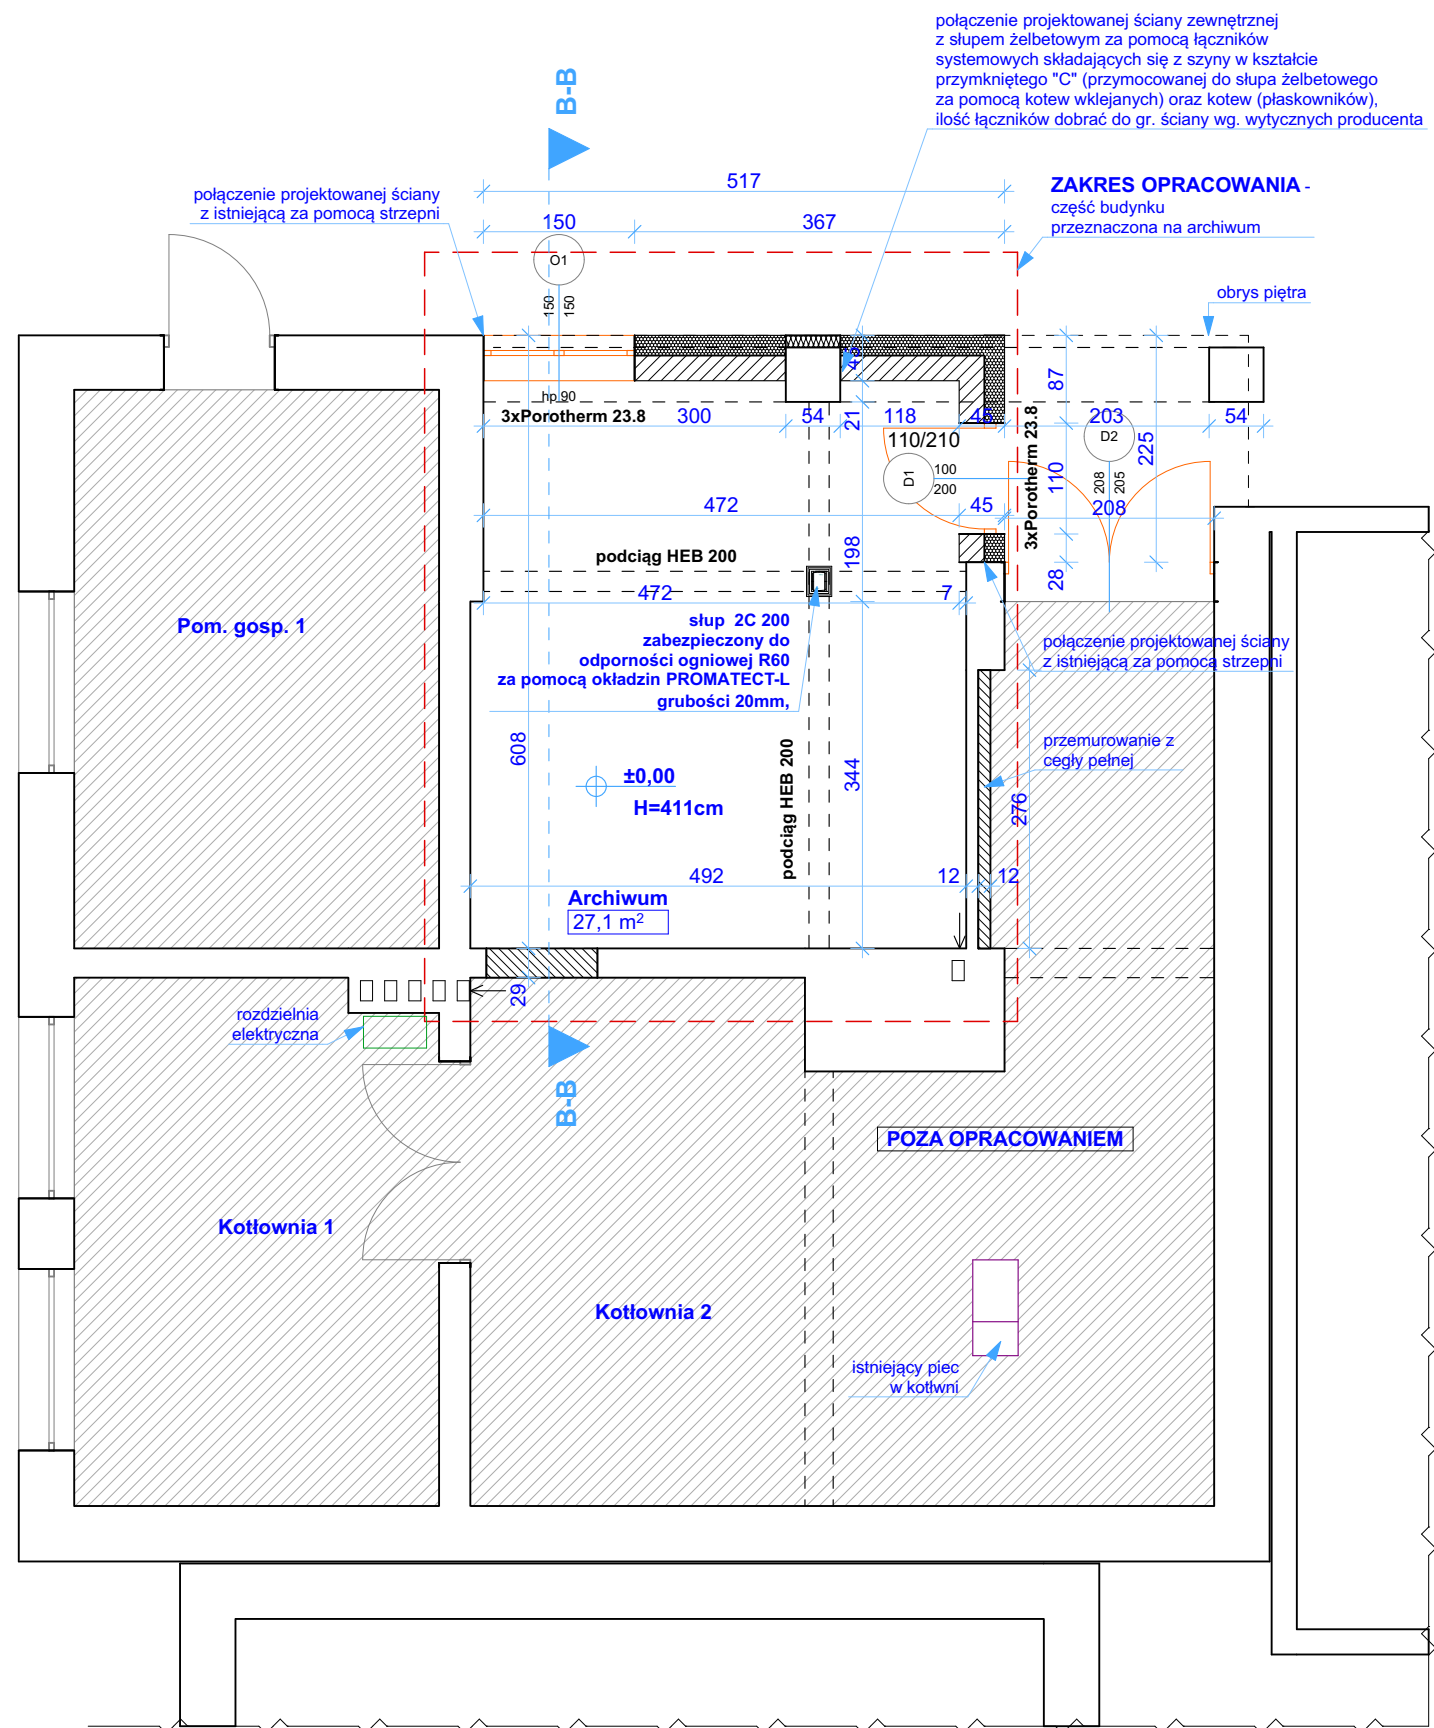 połączenie projektowanej ściany zewnętrznej
z słupem żelbetowym za pomocą łączników
systemowych składających się z szyny w kształcie
przymkniętego "C" (przymocowanej do słupa żelbetowego
za pomocą kotew wklejanych) oraz kotew (płaskowników),
ilość łączników dobrać do gr. ściany wg. wytycznych producenta
B-B
517
połączenie projektowanej ściany
z istniejącą za pomocą strzepni
ZAKRES OPRACOWANIA -
część budynku
przeznaczona na archiwum
150
367
O1
150
150
obrys piętra
45
87
hp 90
3xPorotherm 23.8
300
54
21
118
45
203
54
110/210
D1
100
200
3xPorotherm 23.8
D2
208
205
110
225
472
45
208
podciąg HEB 200
198
28
472
7
słup 2C 200
zabezpieczony do
odporności ogniowej R60
za pomocą okładzin PROMATECT-L
grubości 20mm,
Pom. gosp. 1
połączenie projektowanej ściany
z istniejącą za pomocą strzepni
608
przemurowanie z
cegły pełnej
±0,00
H=411cm
podciąg HEB 200
344
276
492
12
12
Archiwum
27,1 m²
29
rozdzielnia
elektryczna
B-B
POZA OPRACOWANIEM
Kotłownia 1
Kotłownia 2
istniejący piec
w kotłwni